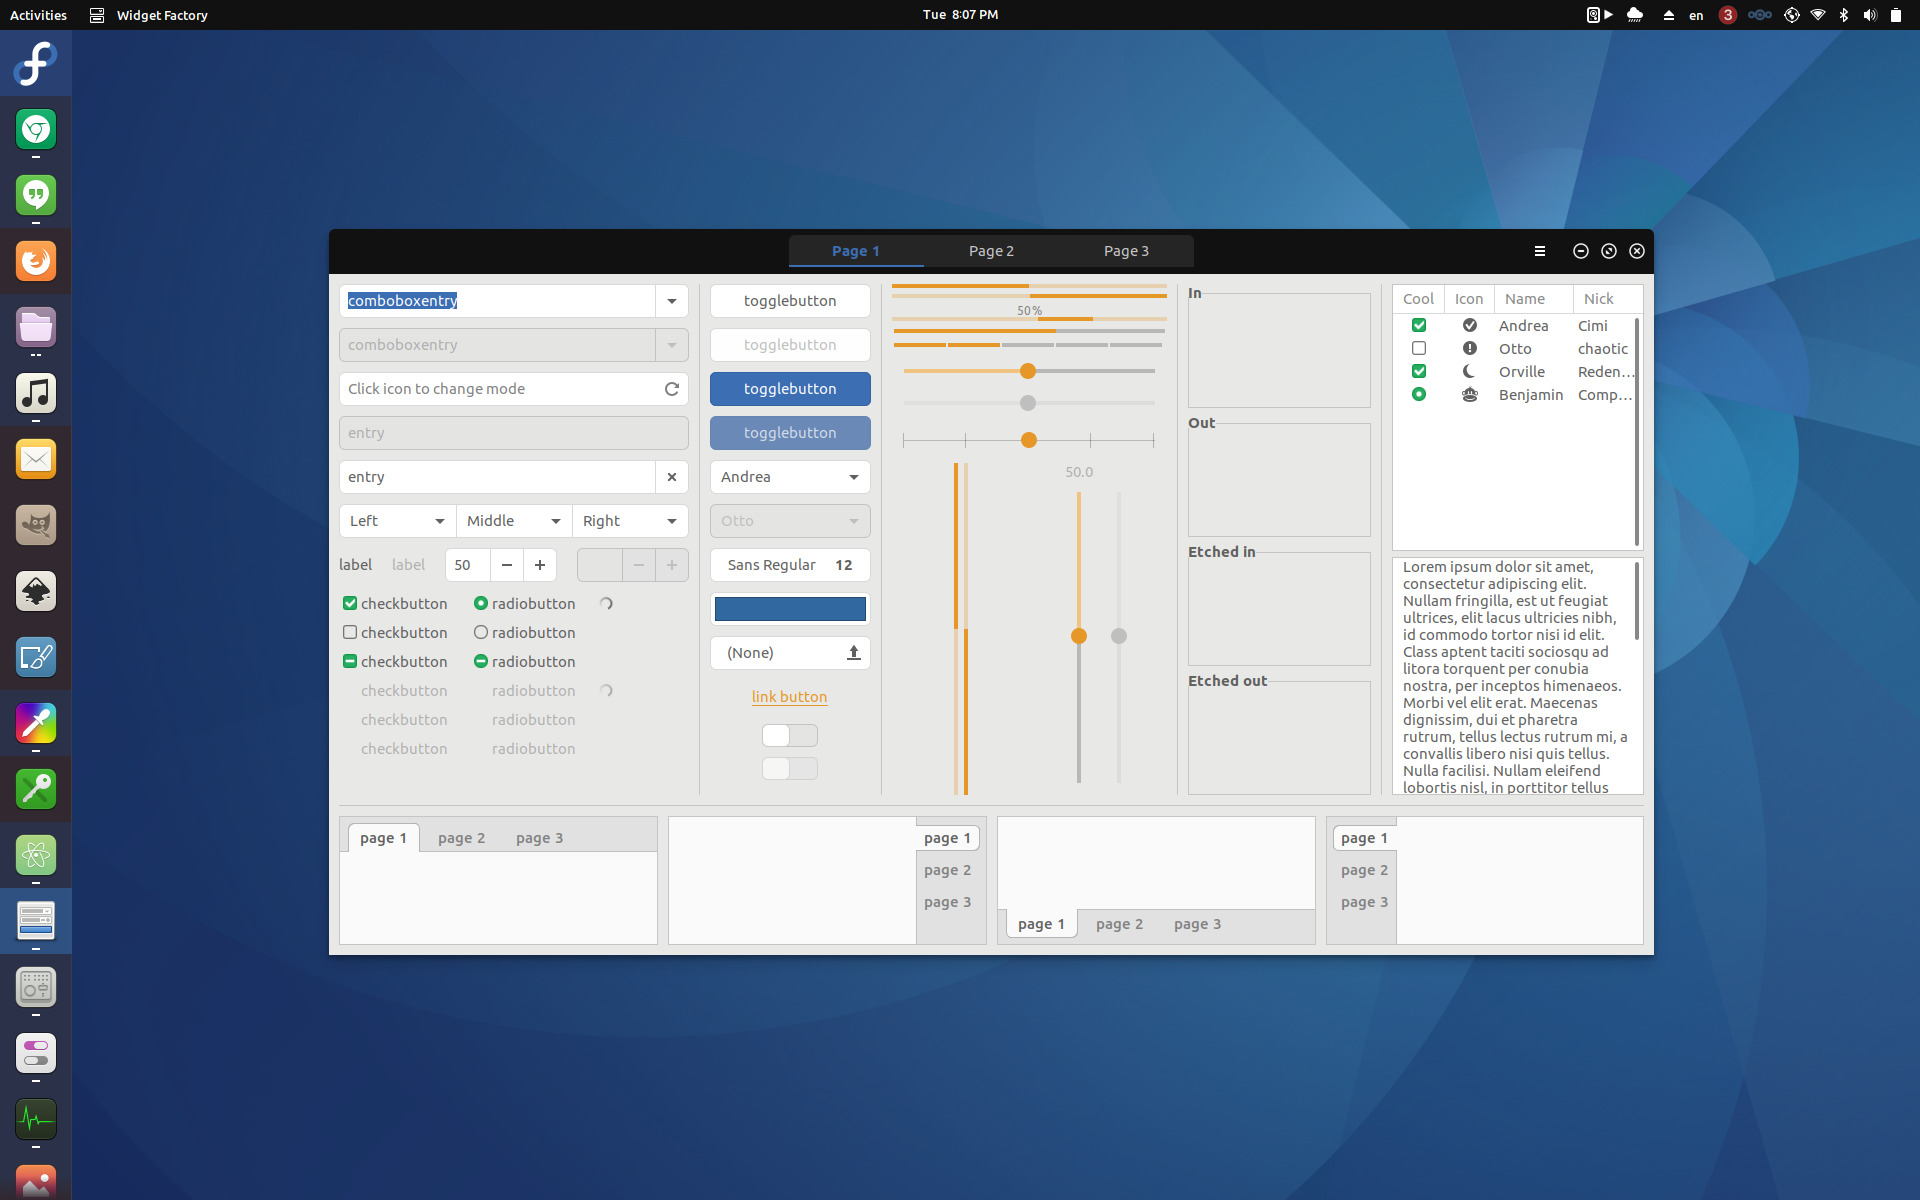 Activities Widget Factory Tue 8:07 PM en 3
Page 1 Page 2 Page 3
comboboxentry
comboboxentry
Click icon to change mode
entry
entry
Left Middle Right
label label 50
checkbutton radiobutton
checkbutton radiobutton
checkbutton radiobutton
checkbutton radiobutton
checkbutton radiobutton
checkbutton radiobutton
togglebutton
togglebutton
togglebutton
togglebutton
Andrea
Otto
Sans Regular 12
(None)
link button
50%
50.0
In
Out
Etched in
Etched out
Cool Icon Name Nick
Andrea Cimi
Otto chaotic
Orville Reden...
Benjamin Comp...
Lorem ipsum dolor sit amet,
consectetur adipiscing elit.
Nullam fringilla, est ut feugiat
ultrices, elit lacus ultricies nibh,
id commodo tortor nisi id elit.
Class aptent taciti sociosqu ad
litora torquent per conubia
nostra, per inceptos himenaeos.
Morbi vel elit erat. Maecenas
dignissim, dui et pharetra
rutrum, tellus lectus rutrum mi, a
convallis libero nisi quis tellus.
Nulla facilisi. Nullam eleifend
lobortis nisl, in porttitor tellus
page 1 page 2 page 3
page 1
page 2
page 3
page 1 page 2 page 3
page 1
page 2
page 3